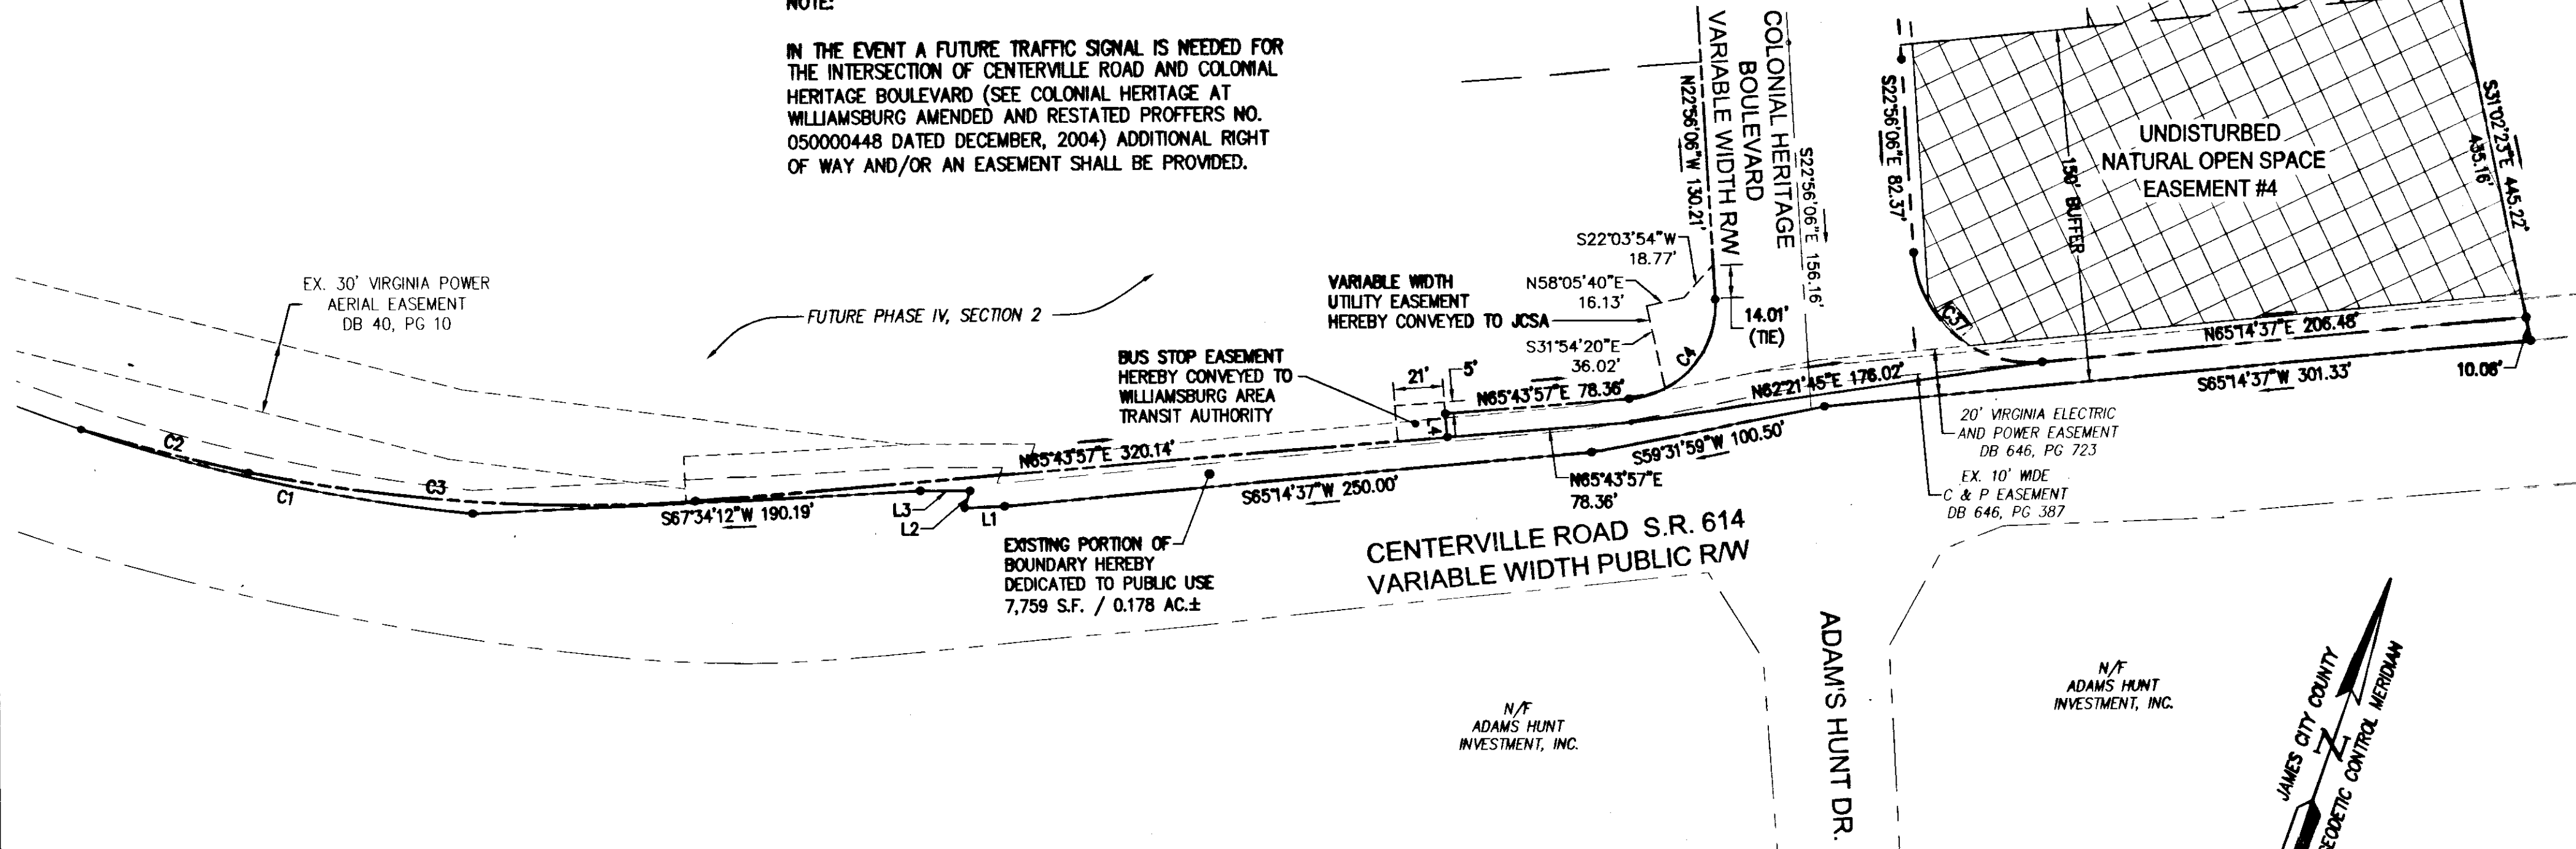 NOTE:
IN THE EVENT A FUTURE TRAFFIC SIGNAL IS NEEDED FOR
THE INTERSECTION OF CENTERVILLE ROAD AND COLONIAL
HERITAGE BOULEVARD (SEE COLONIAL HERITAGE AT
WILLIAMSBURG AMENDED AND RESTATED PROFFERS NO.
050000448 DATED DECEMBER, 2004) ADDITIONAL RIGHT
OF WAY AND/OR AN EASEMENT SHALL BE PROVIDED.
EX. 30' VIRGINIA POWER
AERIAL EASEMENT
DB 40, PG 10
FUTURE PHASE IV, SECTION 2
BUS STOP EASEMENT
HEREBY CONVEYED TO
WILLIAMSBURG AREA
TRANSIT AUTHORITY
VARIABLE WIDTH
UTILITY EASEMENT
HEREBY CONVEYED TO JCSA
S22°03'54"W
18.77'
N58°05'40"E
16.13'
S31°54'20"E
36.02'
N22°56'06"W 130.21'
VARIABLE WIDTH R/W
COLONIAL HERITAGE
BOULEVARD
S22°56'06"E 156.16'
14.01'
(TIE)
C4
S22°56'06"E 82.37'
C37
150' BUFFER
UNDISTURBED
NATURAL OPEN SPACE
EASEMENT #4
S31°02'23"E 445.22'
435.16'
N65°14'37"E 206.48'
S65°14'37"W 301.33'
10.06'
21'
5'
L4
N65°43'57"E 78.36'
N62°21'45"E 176.02'
S59°31'59"W 100.50'
N65°43'57"E
78.36'
N65°43'57"E 320.14'
S65°14'37"W 250.00'
S67°34'12"W 190.19'
C2
C1
C3
L3
L2
L1
EXISTING PORTION OF
BOUNDARY HEREBY
DEDICATED TO PUBLIC USE
7,759 S.F. / 0.178 AC.±
CENTERVILLE ROAD S.R. 614
VARIABLE WIDTH PUBLIC R/W
20' VIRGINIA ELECTRIC
AND POWER EASEMENT
DB 646, PG 723
EX. 10' WIDE
C & P EASEMENT
DB 646, PG 387
ADAM'S HUNT DR.
N/F
ADAMS HUNT
INVESTMENT, INC.
N/F
ADAMS HUNT
INVESTMENT, INC.
JAMES CITY COUNTY
N
GEODETIC CONTROL MERIDIAN